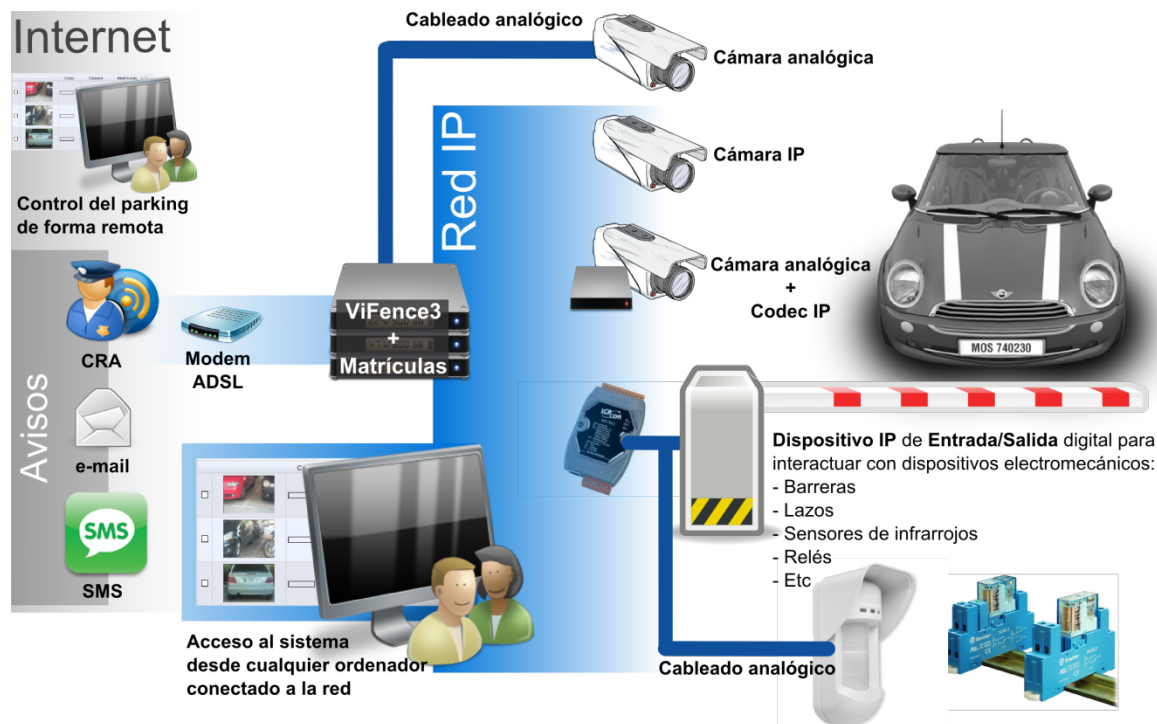 Internet
Color Cámara Matrículas
Control del parking
de forma remota
Avisos
CRA
e-mail
SMS
SMS
Modem
ADSL
ViFence3
+
Matrículas
Red IP
Cableado analógico
Cámara analógica
Cámara IP
Cámara analógica
+
Codec IP
MOS 740230
Dispositivo IP de Entrada/Salida digital para
interactuar con dispositivos electromecánicos:
- Barreras
- Lazos
- Sensores de infrarrojos
- Relés
- Etc
Acceso al sistema
desde cualquier ordenador
conectado a la red
Cableado analógico